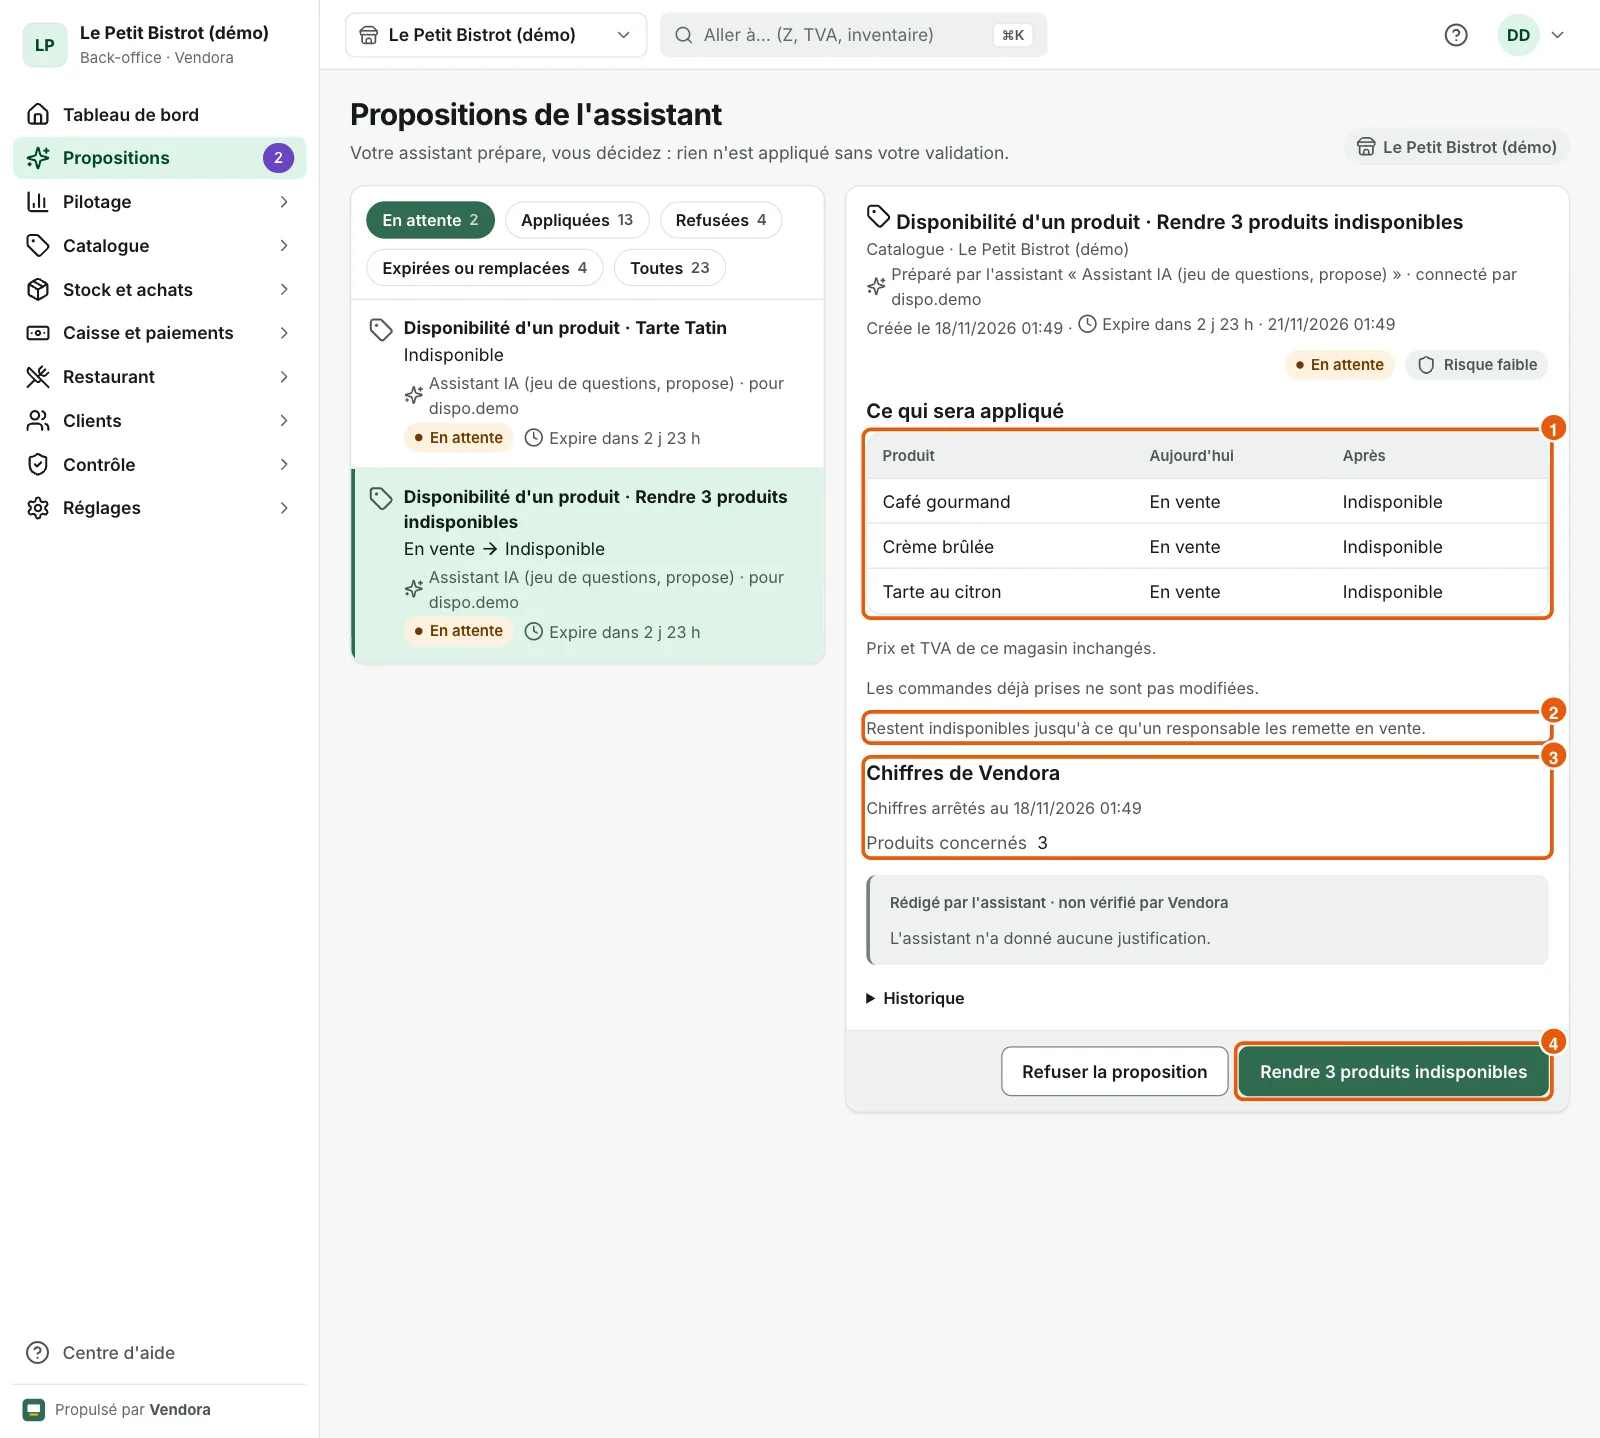 LP
Le Petit Bistrot (démo)
Back-office · Vendora
Tableau de bord
Propositions 2
Pilotage
Catalogue
Stock et achats
Caisse et paiements
Restaurant
Clients
Contrôle
Réglages
Centre d'aide
Propulsé par Vendora
Le Petit Bistrot (démo)
Aller à... (Z, TVA, inventaire) ⌘K
DD
Propositions de l'assistant
Votre assistant prépare, vous décidez : rien n'est appliqué sans votre validation.
Le Petit Bistrot (démo)
En attente 2
Appliquées 13
Refusées 4
Expirées ou remplacées 4
Toutes 23
Disponibilité d'un produit · Tarte Tatin
Indisponible
Assistant IA (jeu de questions, propose) · pour
dispo.demo
En attente
Expire dans 2 j 23 h
Disponibilité d'un produit · Rendre 3 produits
indisponibles
En vente → Indisponible
Assistant IA (jeu de questions, propose) · pour
dispo.demo
En attente
Expire dans 2 j 23 h
Disponibilité d'un produit · Rendre 3 produits indisponibles
Catalogue · Le Petit Bistrot (démo)
Préparé par l'assistant « Assistant IA (jeu de questions, propose) » · connecté par
dispo.demo
Créée le 18/11/2026 01:49 · Expire dans 2 j 23 h · 21/11/2026 01:49
En attente
Risque faible
Ce qui sera appliqué
1
Produit Aujourd'hui Après
Café gourmand En vente Indisponible
Crème brûlée En vente Indisponible
Tarte au citron En vente Indisponible
Prix et TVA de ce magasin inchangés.
Les commandes déjà prises ne sont pas modifiées.
2
Restent indisponibles jusqu'à ce qu'un responsable les remette en vente.
3
Chiffres de Vendora
Chiffres arrêtés au 18/11/2026 01:49
Produits concernés 3
Rédigé par l'assistant · non vérifié par Vendora
L'assistant n'a donné aucune justification.
Historique
4
Refuser la proposition
Rendre 3 produits indisponibles